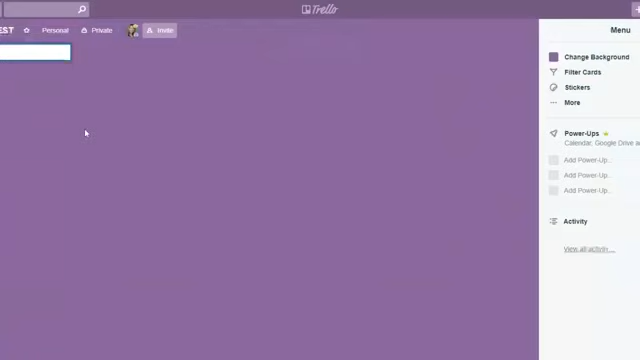 Trello
EST
Personal
Private
Invite
Menu
Change Background
Filter Cards
Stickers
More
Power-Ups
Calendar, Google Drive a
Add Power-Up...
Add Power-Up...
Add Power-Up...
Activity
View all activity...